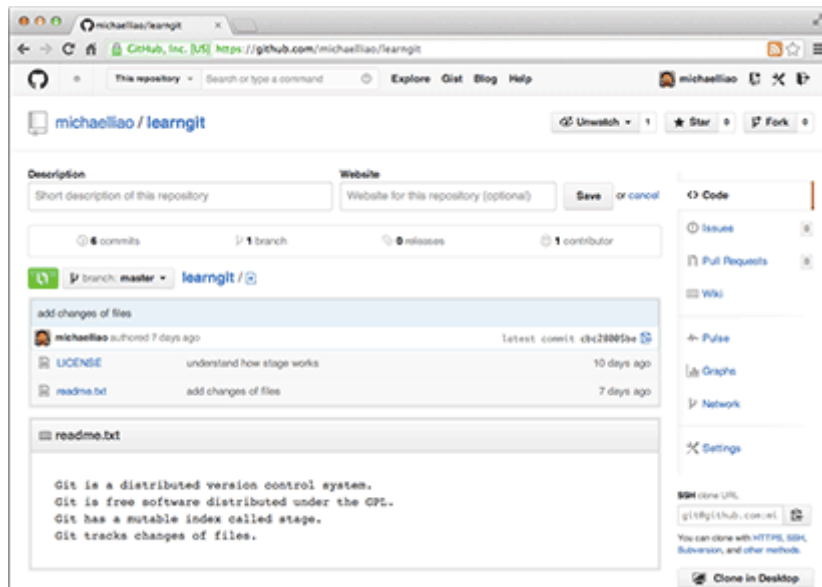 michaelliao/learngit
GitHub, Inc. [US] https://github.com/michaelliao/learngit
This repository Search or type a command Explore Gist Blog Help michaelliao
michaelliao / learngit Unwatch 1 Star 0 Fork 0
Description Website
Short description of this repository Website for this repository (optional) Save or cancel
<> Code
6 commits 1 branch 0 releases 1 contributor
Issues 0
Pull Requests 0
Wiki
branch: master learngit /
add changes of files
michaelliao authored 7 days ago latest commit cbc28005be
LICENSE understand how stage works 10 days ago
readme.txt add changes of files 7 days ago
Pulse
Graphs
Network
Settings
readme.txt
Git is a distributed version control system.
Git is free software distributed under the GPL.
Git has a mutable index called stage.
Git tracks changes of files.
SSH clone URL
git@github.com:mi
You can clone with HTTPS, SSH,
Subversion, and other methods.
Clone in Desktop